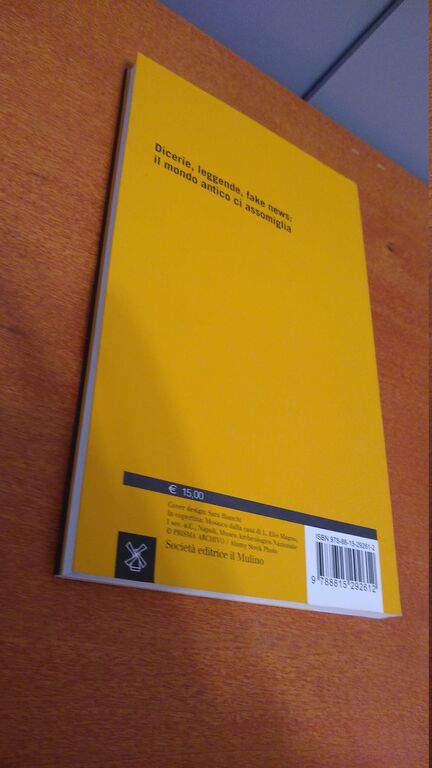 Dicerie, leggende, fake news:
il mondo antico ci assomiglia
€ 15,00
Cover design: Sara Bianchi
In copertina: Mosaico dalla casa di L. Elio Magno,
I sec. a.C., Napoli, Museo Archeologico Nazionale
© PRISMA ARCHIVO / Alamy Stock Photo
Società editrice il Mulino
ISBN 978-88-15-29261-2
9 788815 292612